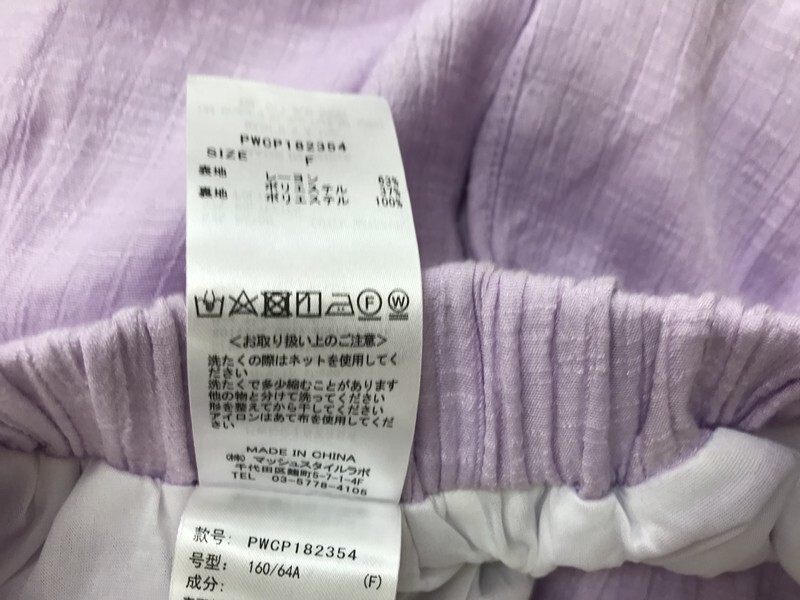 PWCP182354
SIZE F
表地 レーヨン 63%
ポリエステル 37%
裏地 ポリエステル 100%
F W
<お取り扱い上のご注意>
洗たくの際はネットを使用してく
ださい
洗たくで多少縮むことがあります
他の物と分けて洗ってください
形を整えてから干してください
アイロンはあて布を使用してくだ
さい
MADE IN CHINA
(株) マッシュスタイルラボ
千代田区麹町5-7-1-4F
TEL 03-5778-4105
款号: PWCP182354
号型: 160/64A (F)
成分: